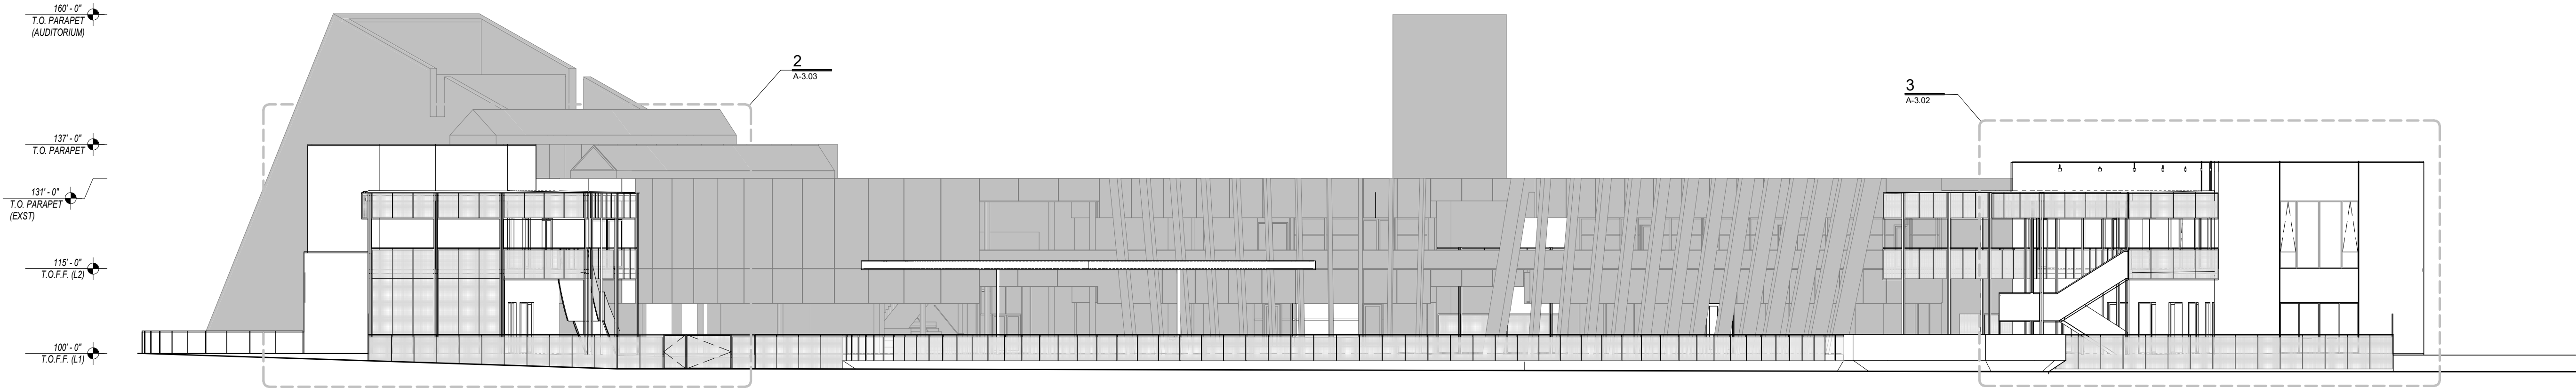 160' - 0"
T.O. PARAPET
(AUDITORIUM)
2
A-3.03
3
A-3.02
137' - 0"
T.O. PARAPET
131' - 0"
T.O. PARAPET
(EXST)
115' - 0"
T.O.F.F. (L2)
100' - 0"
T.O.F.F. (L1)